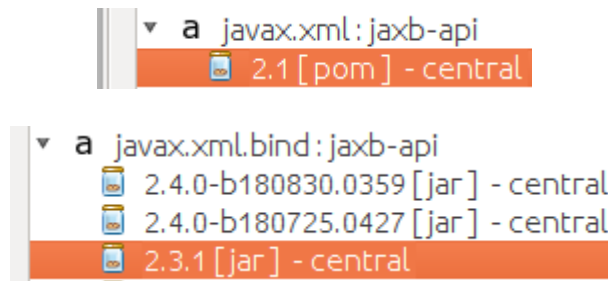 a javax.xml : jaxb-api
2.1 [ pom ] - central
a javax.xml.bind : jaxb-api
2.4.0-b180830.0359 [ jar ] - central
2.4.0-b180725.0427 [ jar ] - central
2.3.1 [ jar ] - central